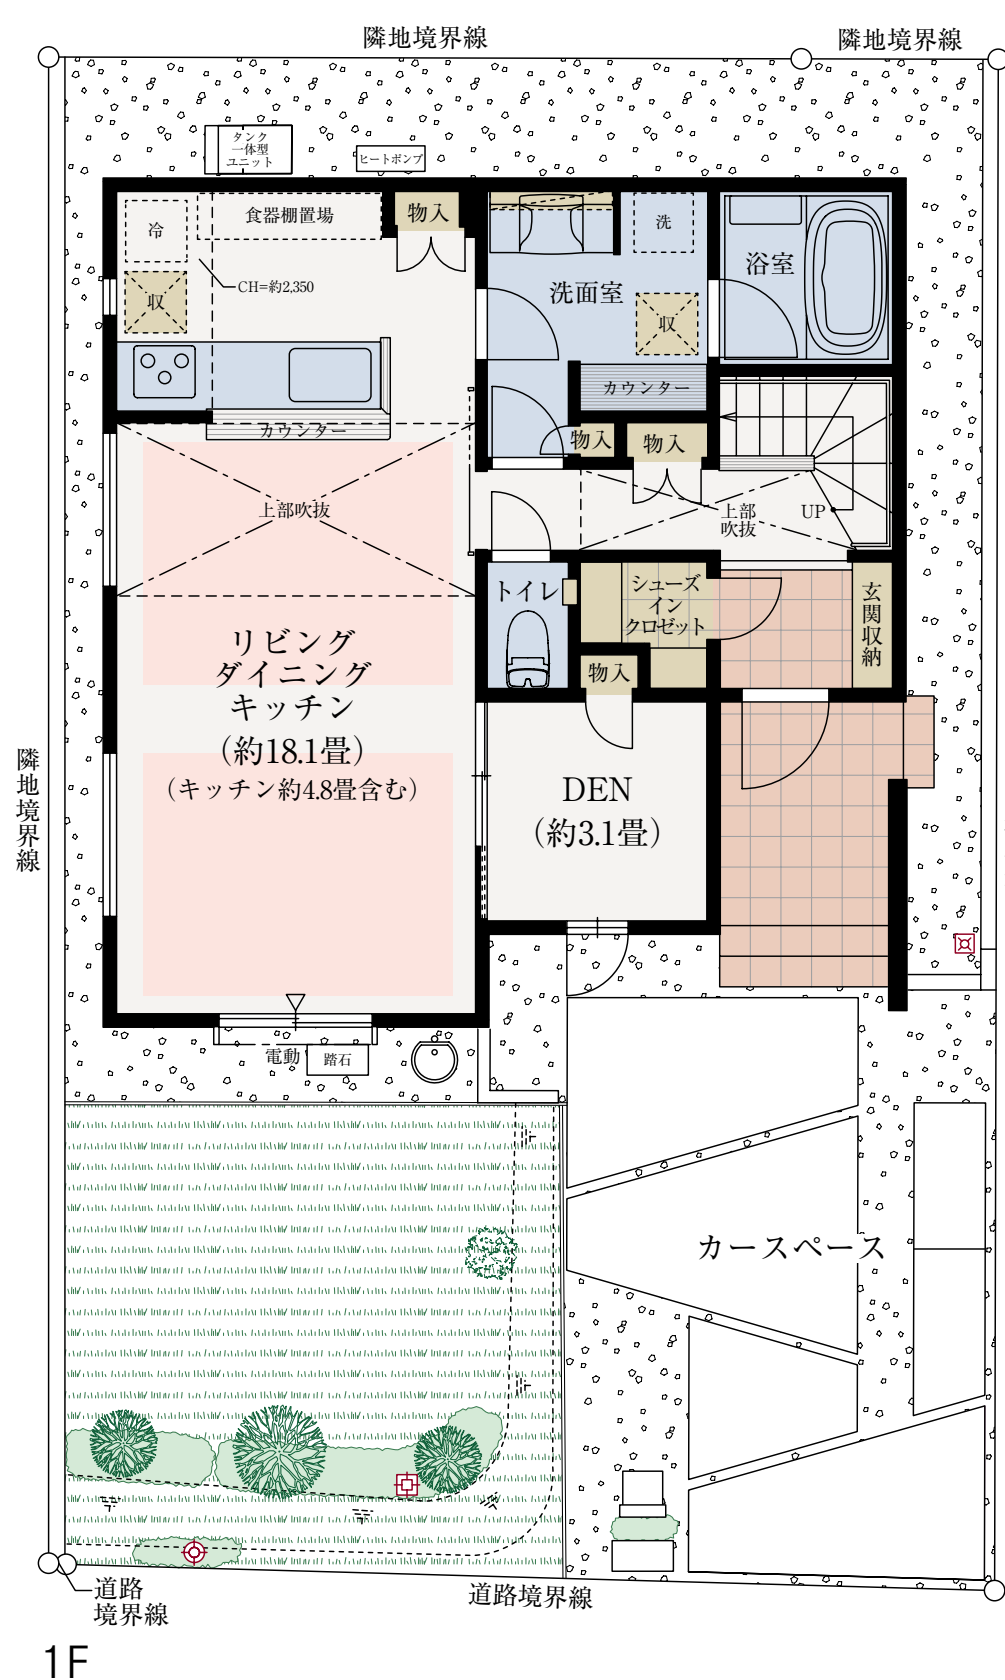 隣地境界線
隣地境界線
タンク
一体型
ユニット
ヒートポンプ
冷
食器棚置場
物入
洗
浴室
CH=約2,350
収
洗面室
収
カウンター
カウンター
物入
物入
上部吹抜
上部
吹抜
UP
トイレ
シューズ
イン
クロゼット
玄関収納
リビング
ダイニング
キッチン
（約18.1畳）
（キッチン約4.8畳含む）
物入
隣地境界線
DEN
（約3.1畳）
電動
踏石
カースペース
道路
境界線
道路境界線
1F